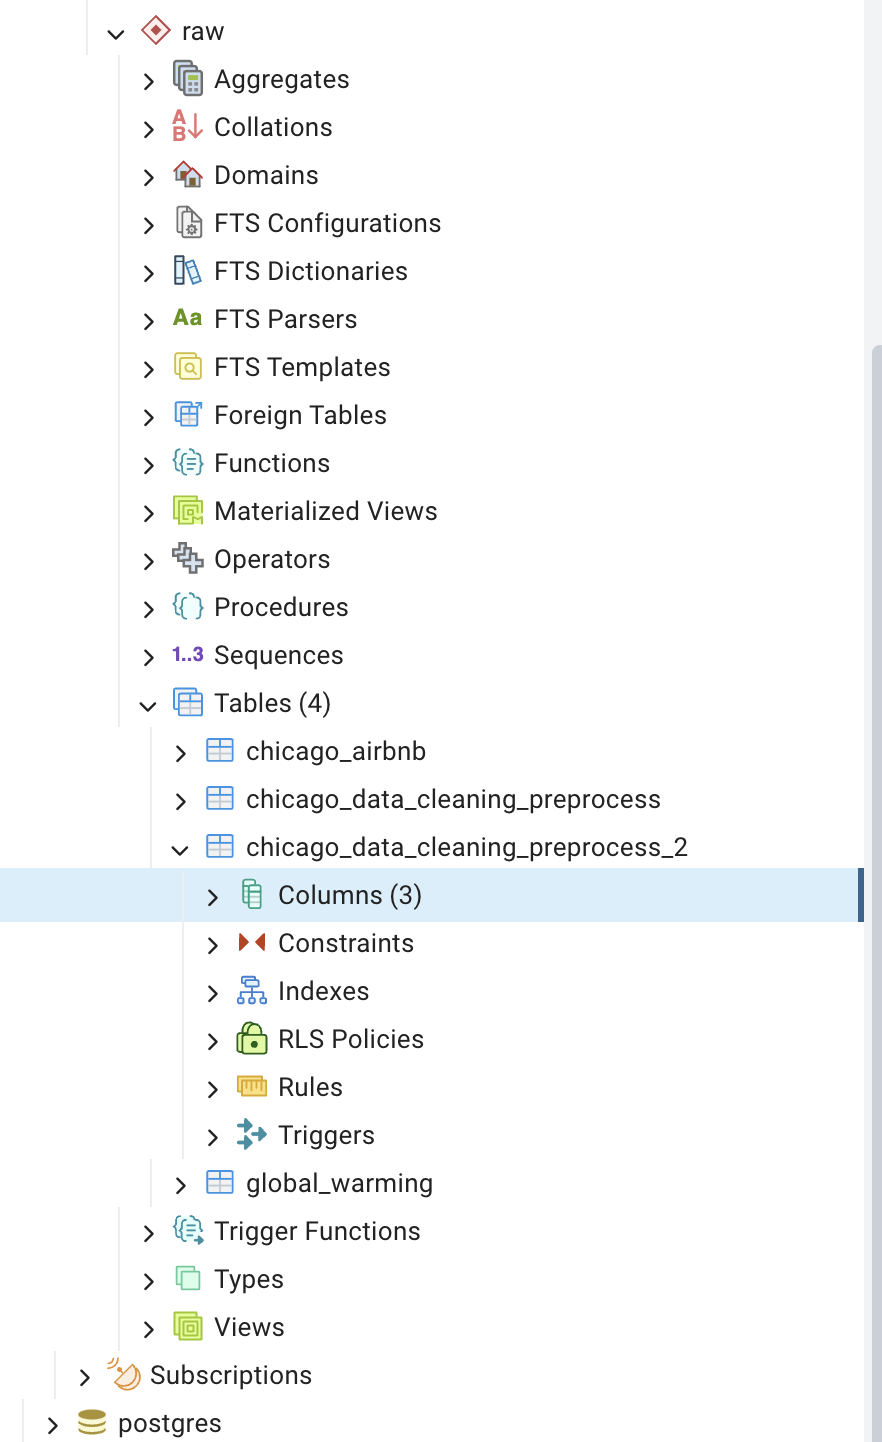 raw
Aggregates
A
B
Collations
Domains
FTS Configurations
FTS Dictionaries
Aa FTS Parsers
FTS Templates
Foreign Tables
Functions
Materialized Views
Operators
Procedures
1..3 Sequences
Tables (4)
chicago_airbnb
chicago_data_cleaning_preprocess
chicago_data_cleaning_preprocess_2
Columns (3)
Constraints
Indexes
RLS Policies
Rules
Triggers
global_warming
Trigger Functions
Types
Views
Subscriptions
postgres